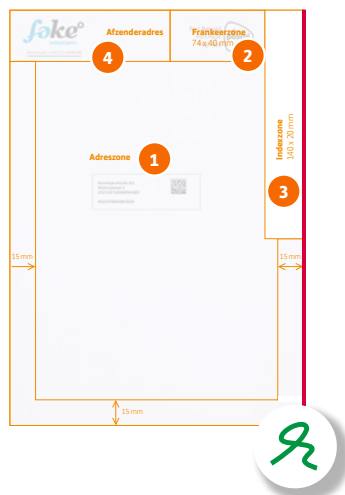 fake
Afzenderadres
Frankeerzone
74 x 40 mm
4
2
Indexzone
140 x 20 mm
Adreszone
1
3
15 mm
15 mm
15 mm